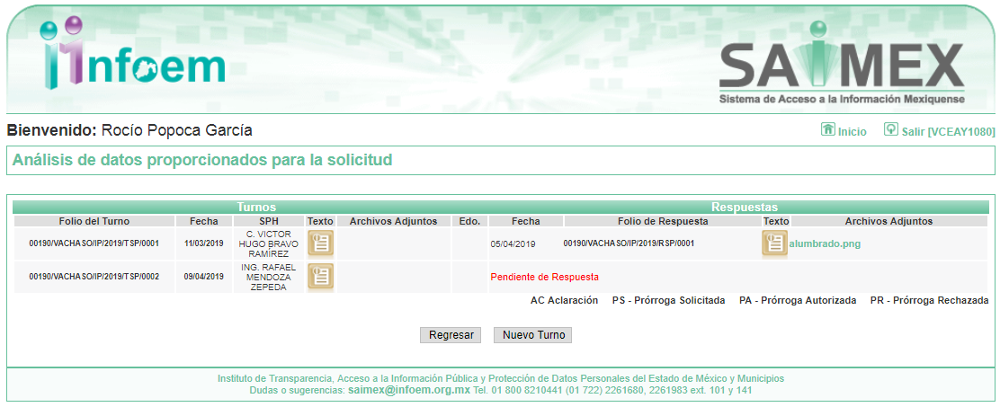 infoem
SAIMEX
Sistema de Acceso a la Información Mexiquense
Bienvenido: Rocío Popoca García
Inicio Salir [VCEAY1080]
Análisis de datos proporcionados para la solicitud
Turnos Respuestas
Folio del Turno Fecha SPH Texto Archivos Adjuntos Edo. Fecha Folio de Respuesta Texto Archivos Adjuntos
00190/VACHASO/IP/2019/TSP/0001 11/03/2019 C. VICTOR HUGO BRAVO RAMÍREZ 05/04/2019 00190/VACHASO/IP/2019/RSP/0001 alumbrado.png
00190/VACHASO/IP/2019/TSP/0002 09/04/2019 ING. RAFAEL MENDOZA ZEPEDA Pendiente de Respuesta
AC Aclaración PS - Prórroga Solicitada PA - Prórroga Autorizada PR - Prórroga Rechazada
Regresar Nuevo Turno
Instituto de Transparencia, Acceso a la Información Pública y Protección de Datos Personales del Estado de México y Municipios
Dudas o sugerencias: saimex@infoem.org.mx Tel. 01 800 8210441 (01 722) 2261680, 2261983 ext. 101 y 141